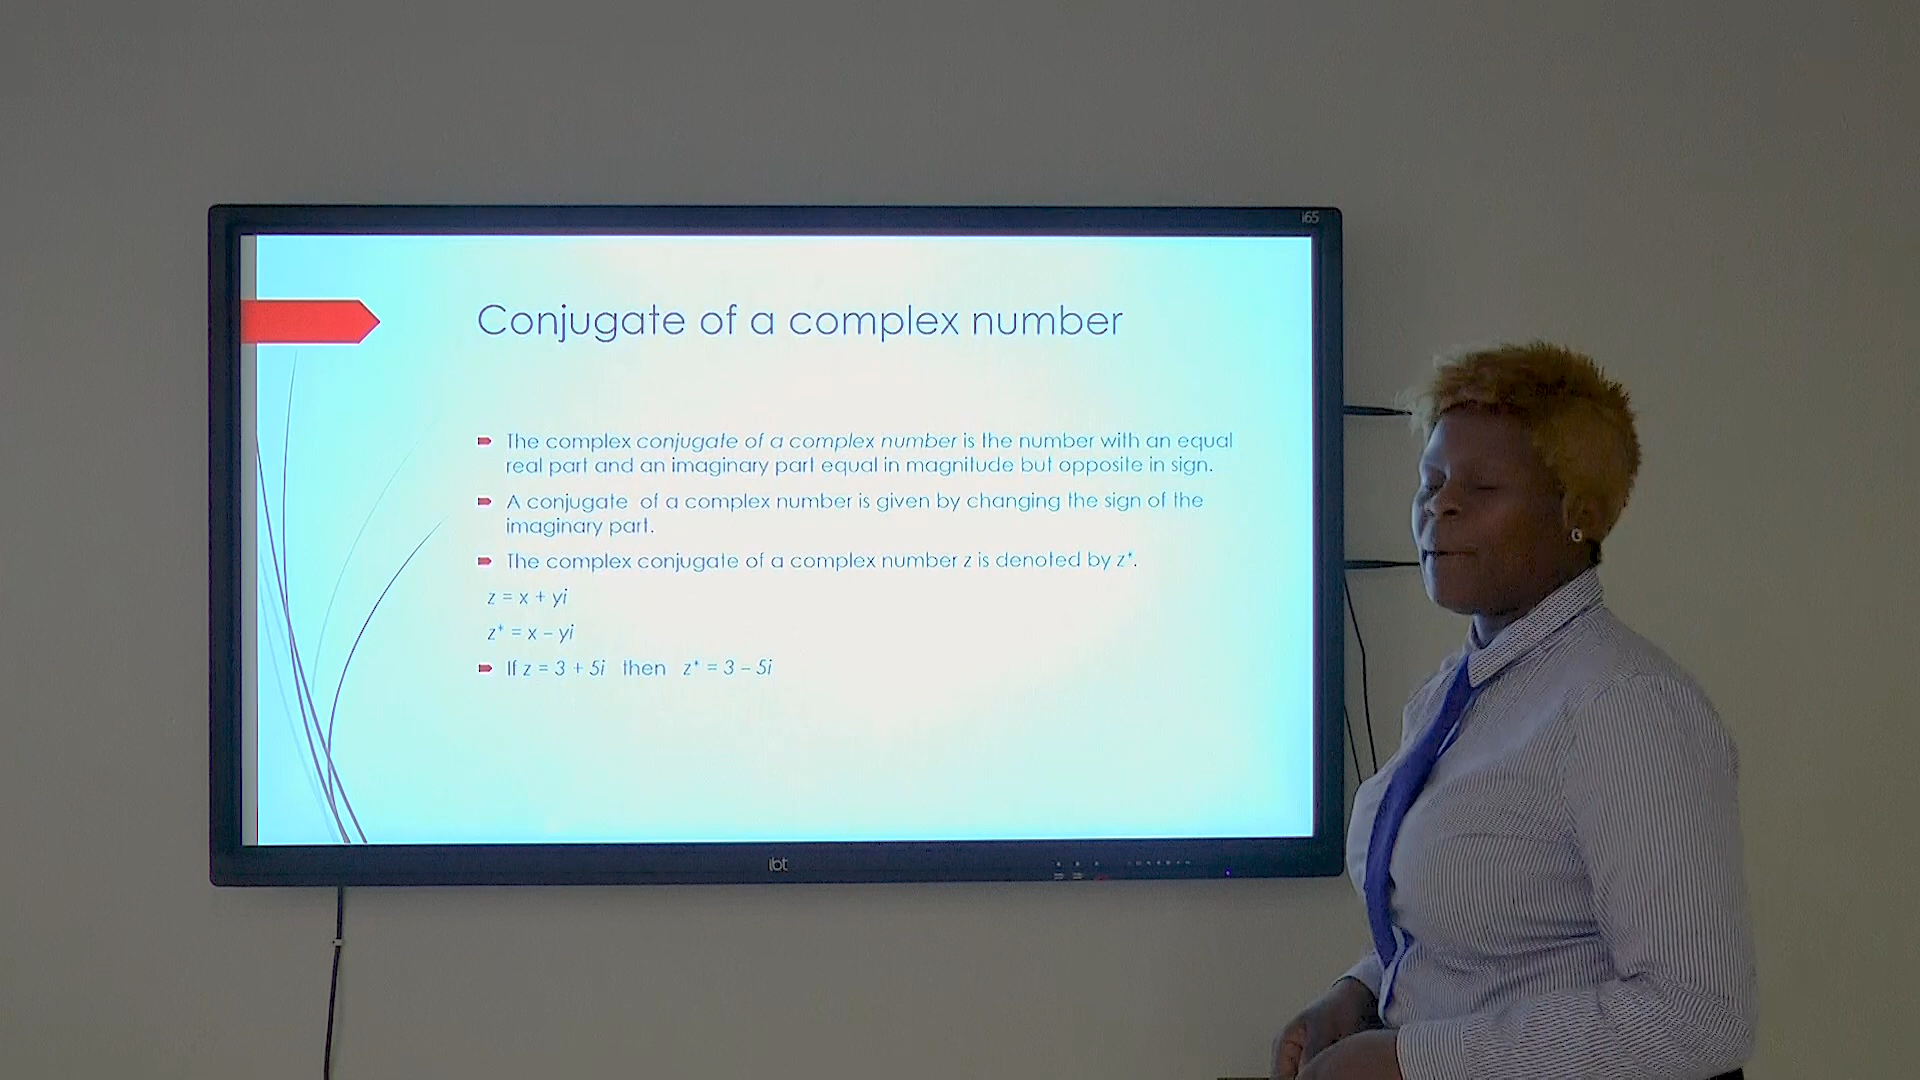 i65
Conjugate of a complex number
The complex conjugate of a complex number is the number with an equal
real part and an imaginary part equal in magnitude but opposite in sign.
A conjugate of a complex number is given by changing the sign of the
imaginary part.
The complex conjugate of a complex number z is denoted by z*.
z = x + yi
z* = x – yi
If z = 3 + 5i then z* = 3 – 5i
ibt